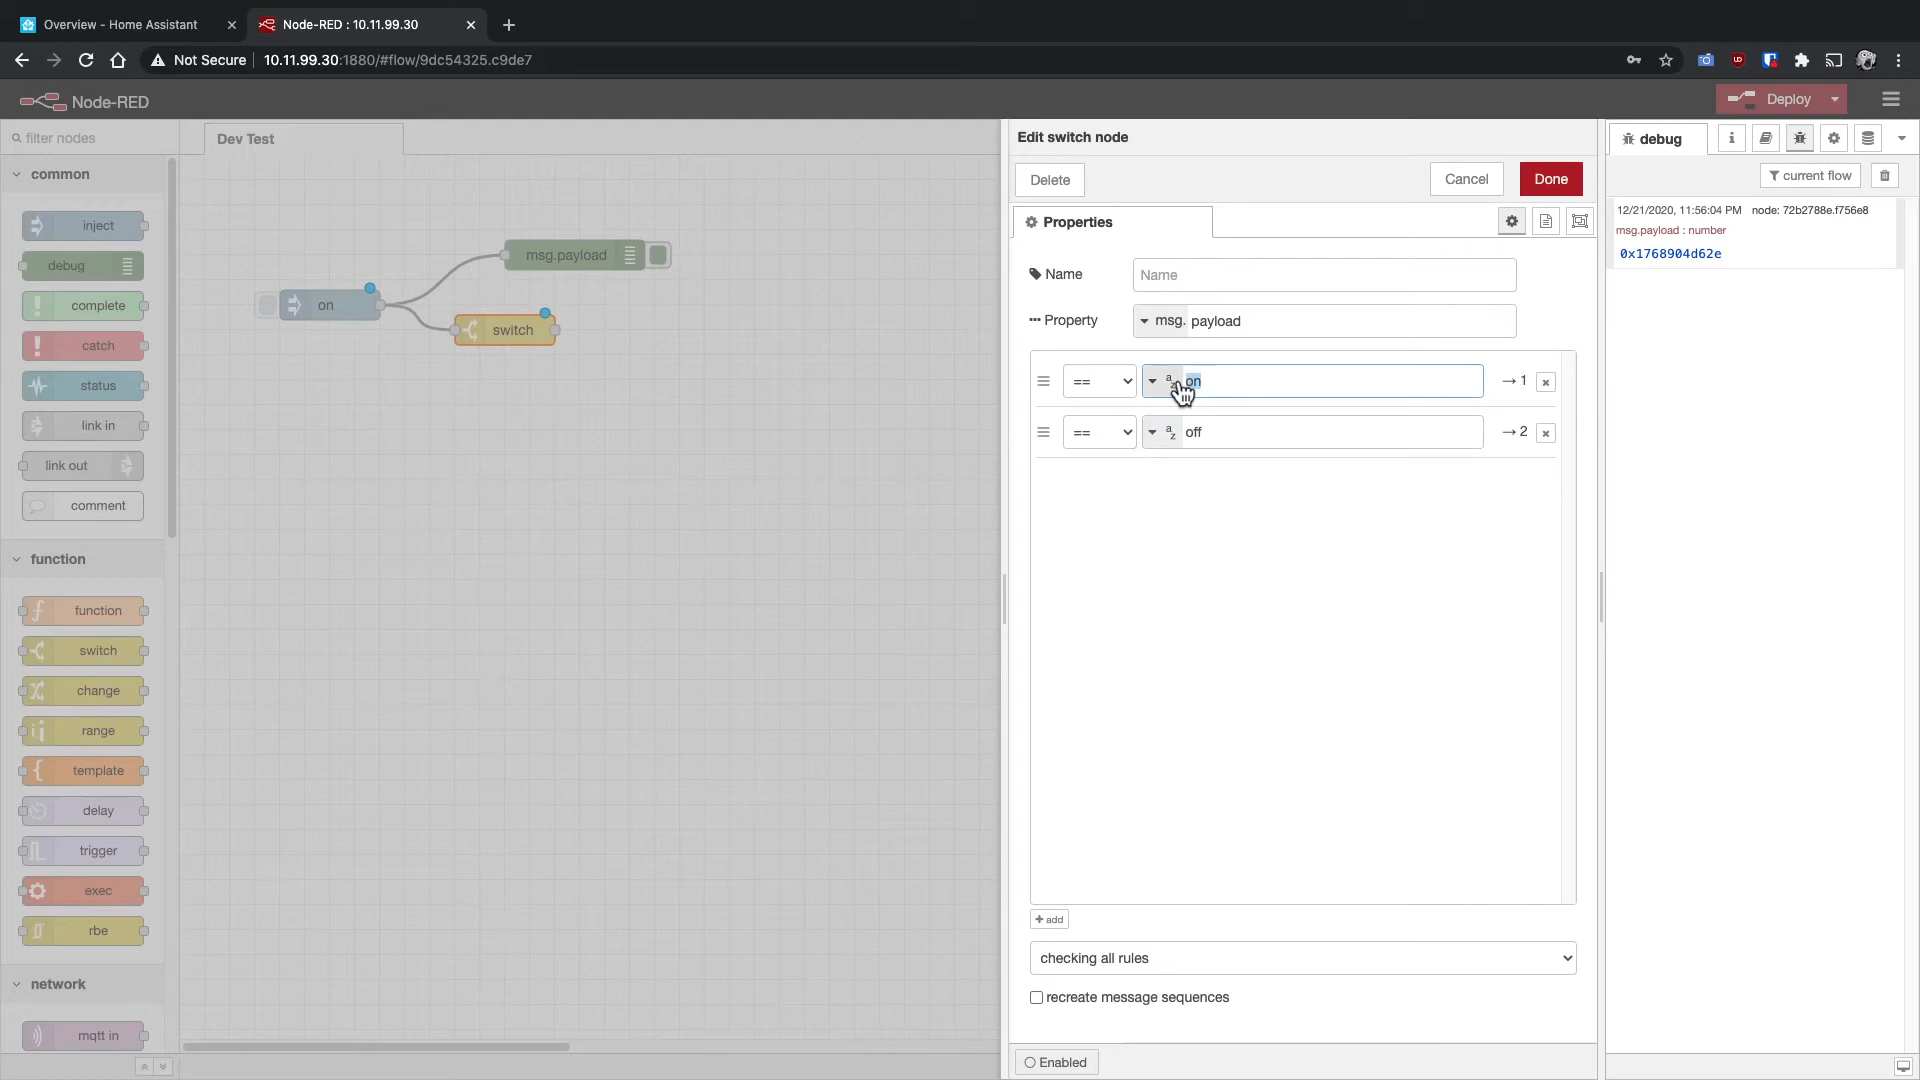 Overview - Home Assistant
Node-RED : 10.11.99.30
Not Secure
10.11.99.30:1880/#flow/9dc54325.c9de7
Node-RED
Deploy
filter nodes
common
inject
debug
complete
catch
status
link in
link out
comment
function
function
switch
change
range
template
delay
trigger
exec
rbe
network
mqtt in
Dev Test
on
msg.payload
switch
Edit switch node
Delete
Cancel
Done
Properties
Name
Name
Property
msg. payload
== on → 1
== off → 2
+ add
checking all rules
recreate message sequences
Enabled
debug
current flow
12/21/2020, 11:56:04 PM node: 72b2788e.f756e8
msg.payload : number
0x1768904d62e